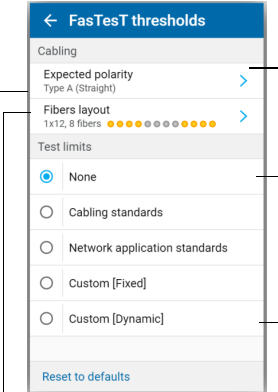 FasTesT thresholds
Cabling
Expected polarity
Type A (Straight)
Fibers layout
1x12, 8 fibers
Test limits
None
Cabling standards
Network application standards
Custom [Fixed]
Custom [Dynamic]
Reset to defaults